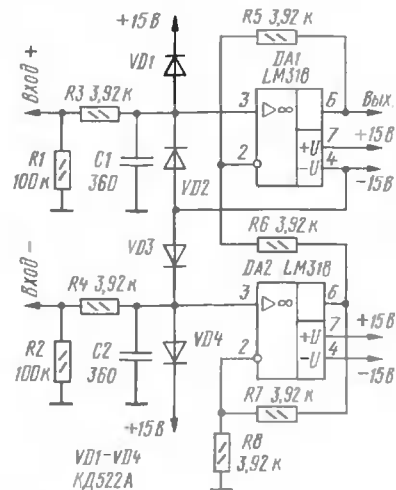 +15В
R5 3,92 к
DA1
LM318
VD1
Вход +
R3 3,92 к
3
▷∞
6
Вых.
7
+U
+15В
4
-U
-15В
2
R1
100к
C1
360
VD2
R6 3,92 к
VD3
DA2 LM318
Вход -
R4 3,92 к
3
▷∞
6
7
+U
+15В
4
-U
-15В
2
R2
100к
C2
360
VD4
R7 3,92 к
+15В
R8
3,92 к
VD1-VD4
КД522А